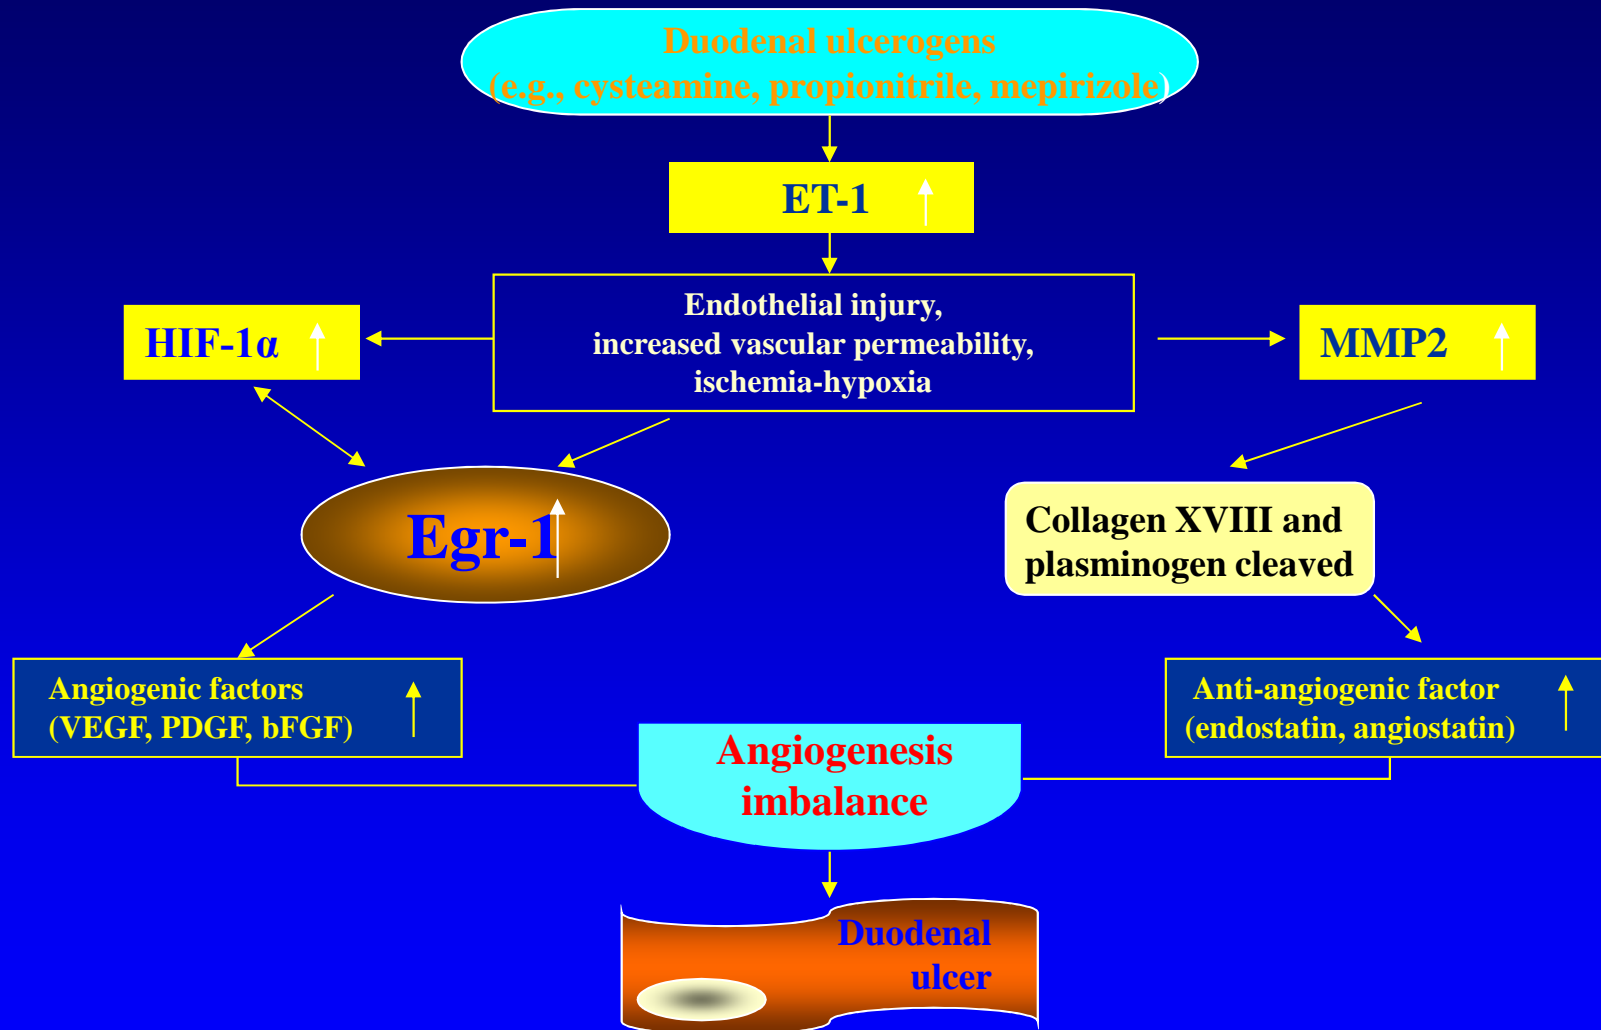 Duodenal ulcerogens
(e.g., cysteamine, propionitrile, mepirizole)
ET-1
Endothelial injury,
increased vascular permeability,
ischemia-hypoxia
HIF-1α
MMP2
Egr-1
Collagen XVIII and
plasminogen cleaved
Angiogenic factors
(VEGF, PDGF, bFGF)
Anti-angiogenic factor
(endostatin, angiostatin)
Angiogenesis
imbalance
Duodenal
ulcer